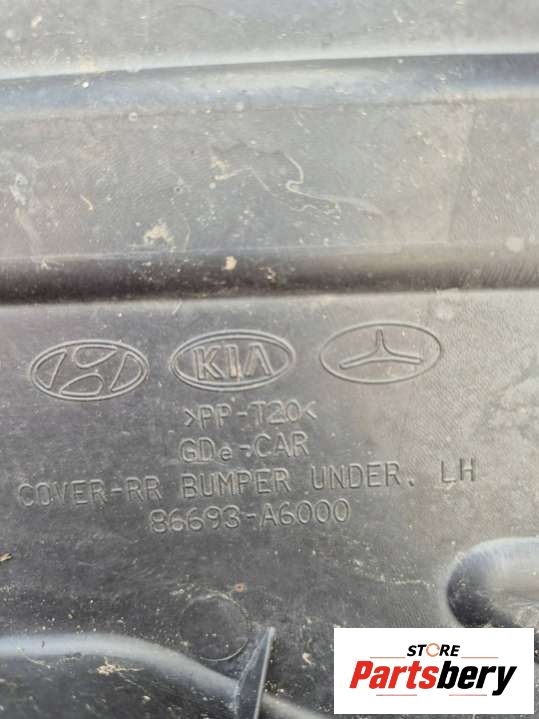 KIA
>PP-T20<
GDe-CAR
COVER-RR BUMPER UNDER. LH
86693-A6000
STORE
Partsbery